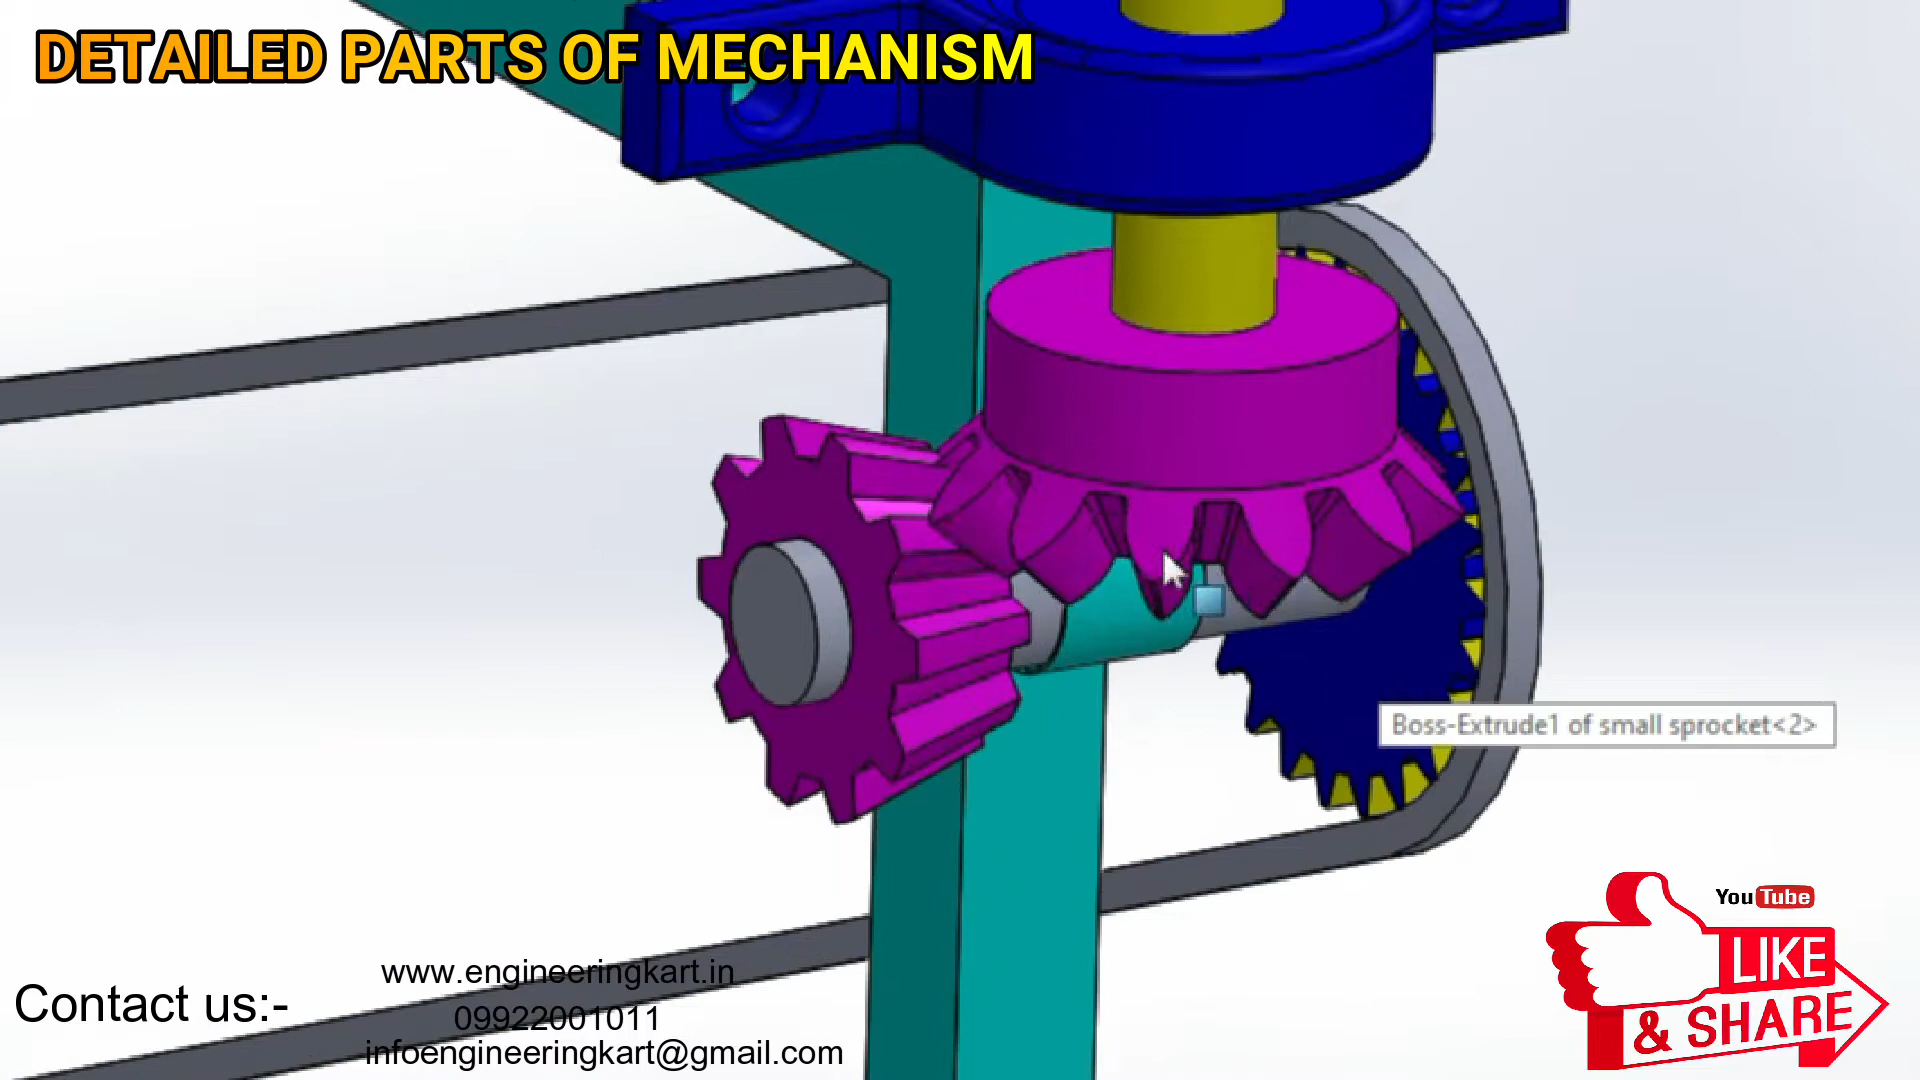 DETAILED PARTS OF MECHANISM
Boss-Extrude1 of small sprocket<2>
You Tube
LIKE
& SHARE
Contact us:-
www.engineeringkart.in
09922001011
infoengineeringkart@gmail.com